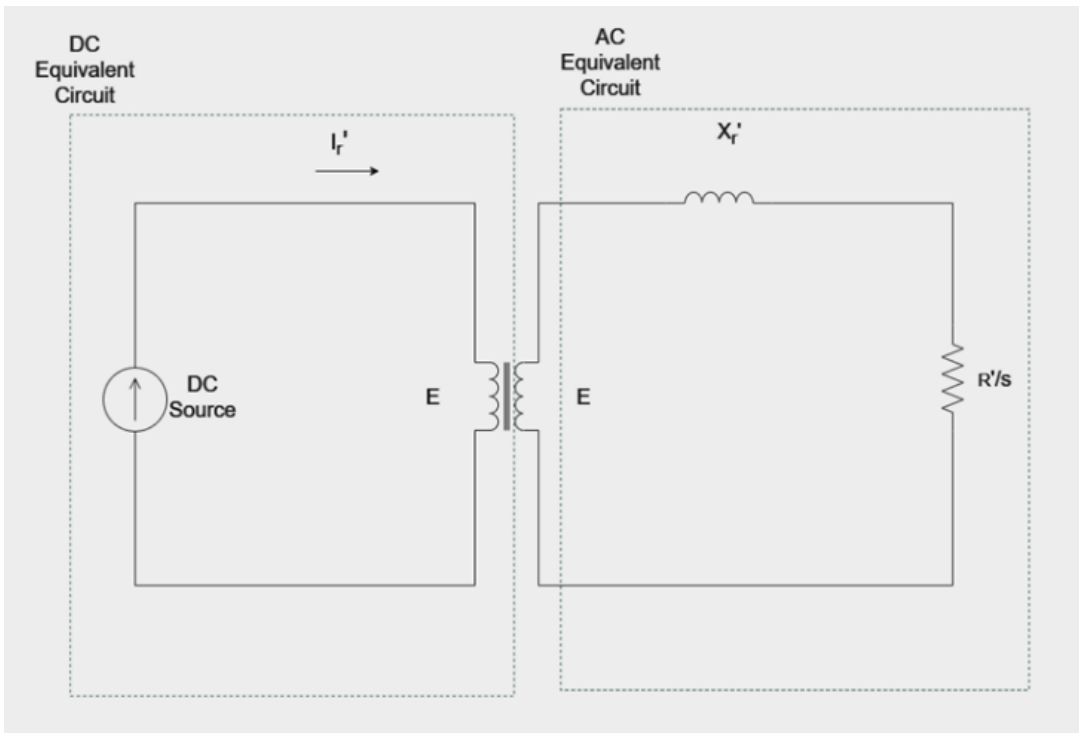 DC
Equivalent
Circuit
AC
Equivalent
Circuit
Ir'
Xr'
DC
Source
E
E
R'/s